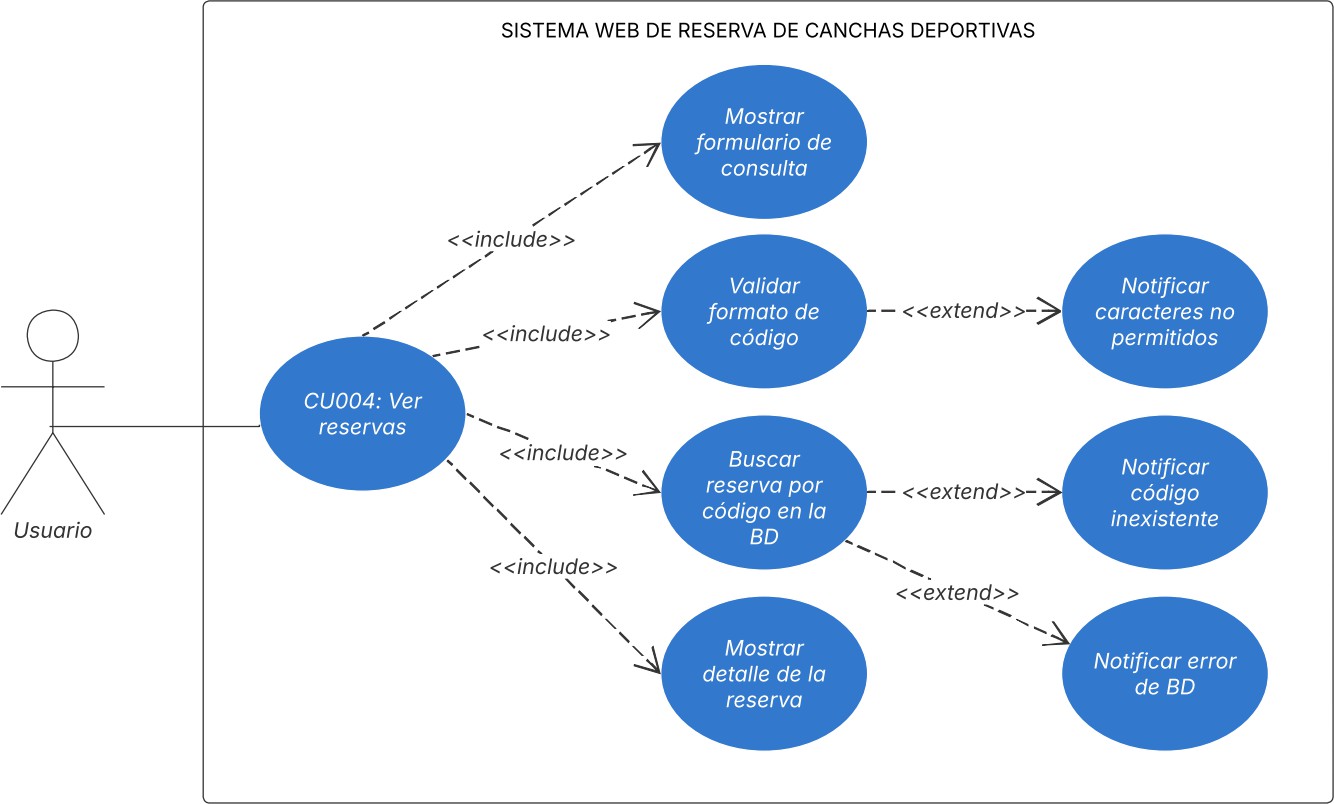 SISTEMA WEB DE RESERVA DE CANCHAS DEPORTIVAS
Mostrar
formulario de
consulta
<<include>>
Validar
formato de
código
<<extend>>
Notificar
caracteres no
permitidos
<<include>>
CU004: Ver
reservas
Usuario
<<include>>
Buscar
reserva por
código en la
BD
<<extend>>
Notificar
código
inexistente
<<include>>
<<extend>>
Mostrar
detalle de la
reserva
Notificar error
de BD